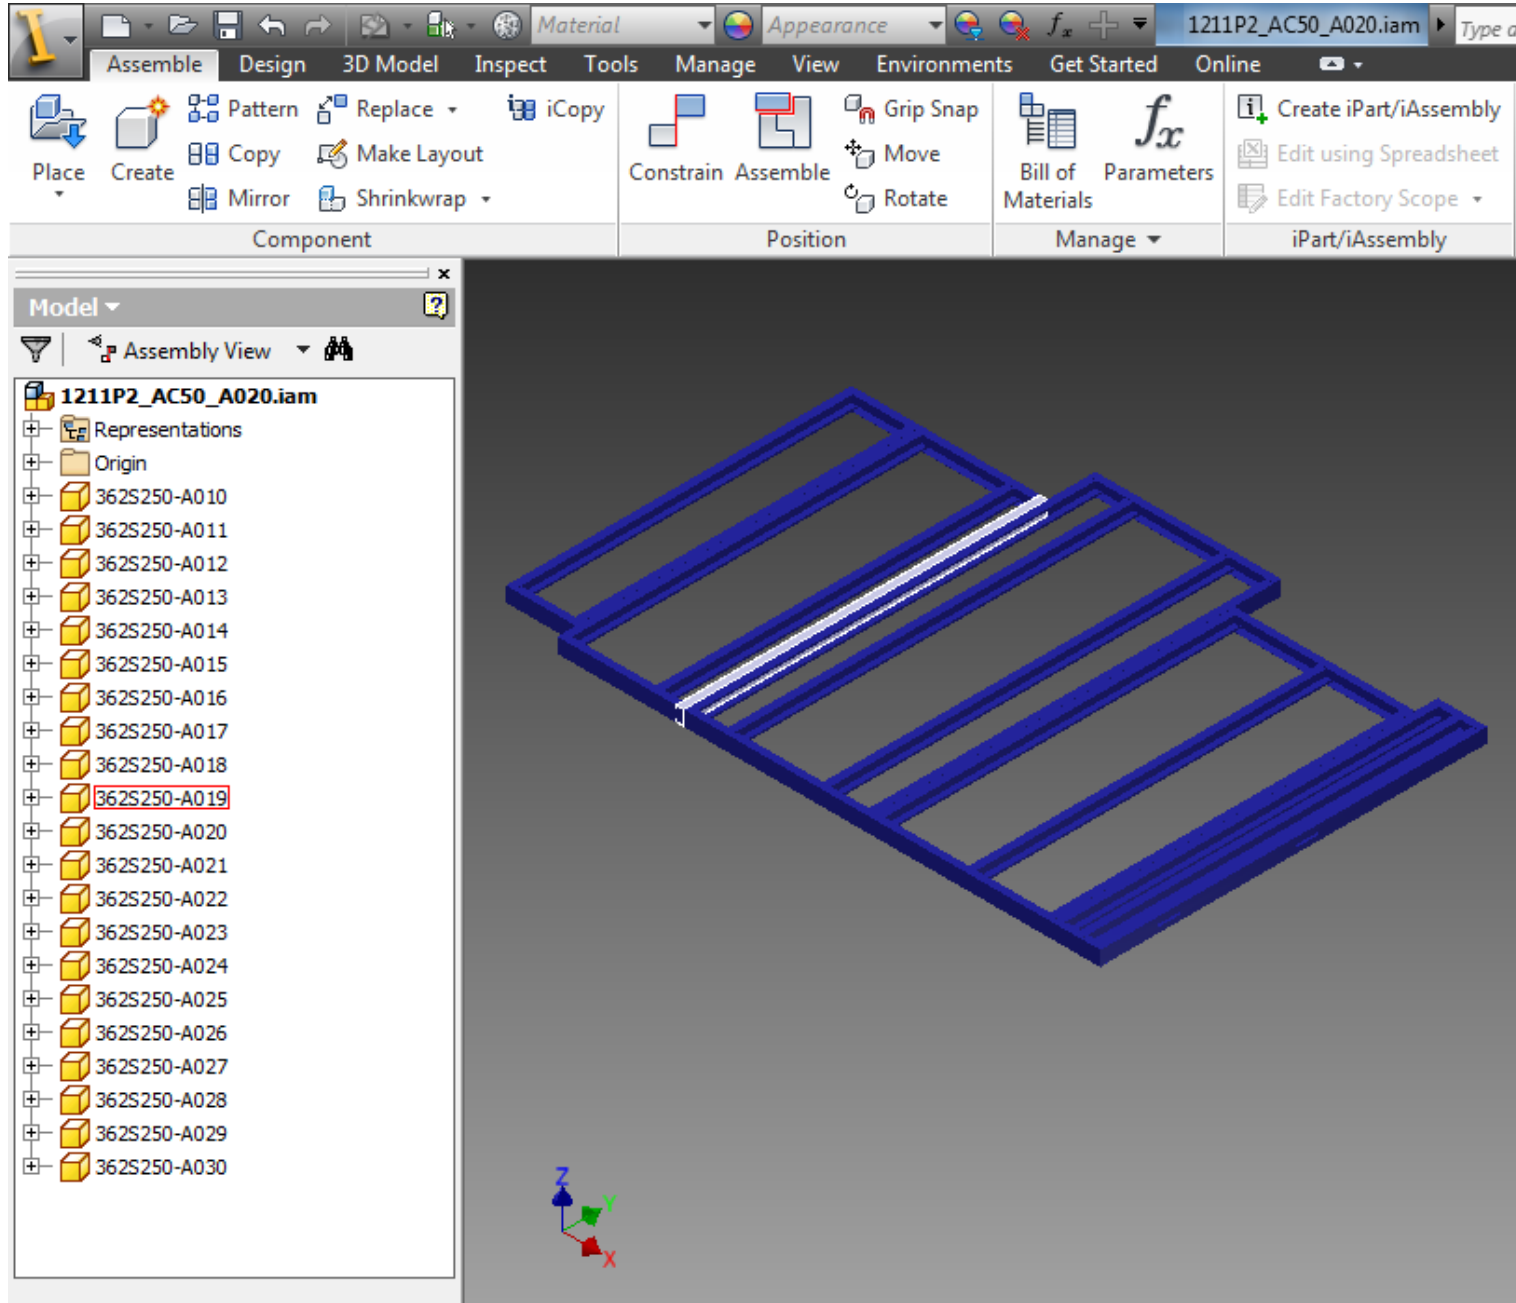 Material
Appearance
fx
1211P2_AC50_A020.iam
Assemble Design 3D Model Inspect Tools Manage View Environments Get Started Online
Place
Create
Pattern
Copy
Mirror
Replace
Make Layout
Shrinkwrap
iCopy
Component
Constrain
Assemble
Grip Snap
Move
Rotate
Position
Bill of
Materials
fx
Parameters
Manage
Create iPart/iAssembly
Edit using Spreadsheet
Edit Factory Scope
iPart/iAssembly
Model
Assembly View
1211P2_AC50_A020.iam
Representations
Origin
362S250-A010
362S250-A011
362S250-A012
362S250-A013
362S250-A014
362S250-A015
362S250-A016
362S250-A017
362S250-A018
362S250-A019
362S250-A020
362S250-A021
362S250-A022
362S250-A023
362S250-A024
362S250-A025
362S250-A026
362S250-A027
362S250-A028
362S250-A029
362S250-A030
Z
Y
X